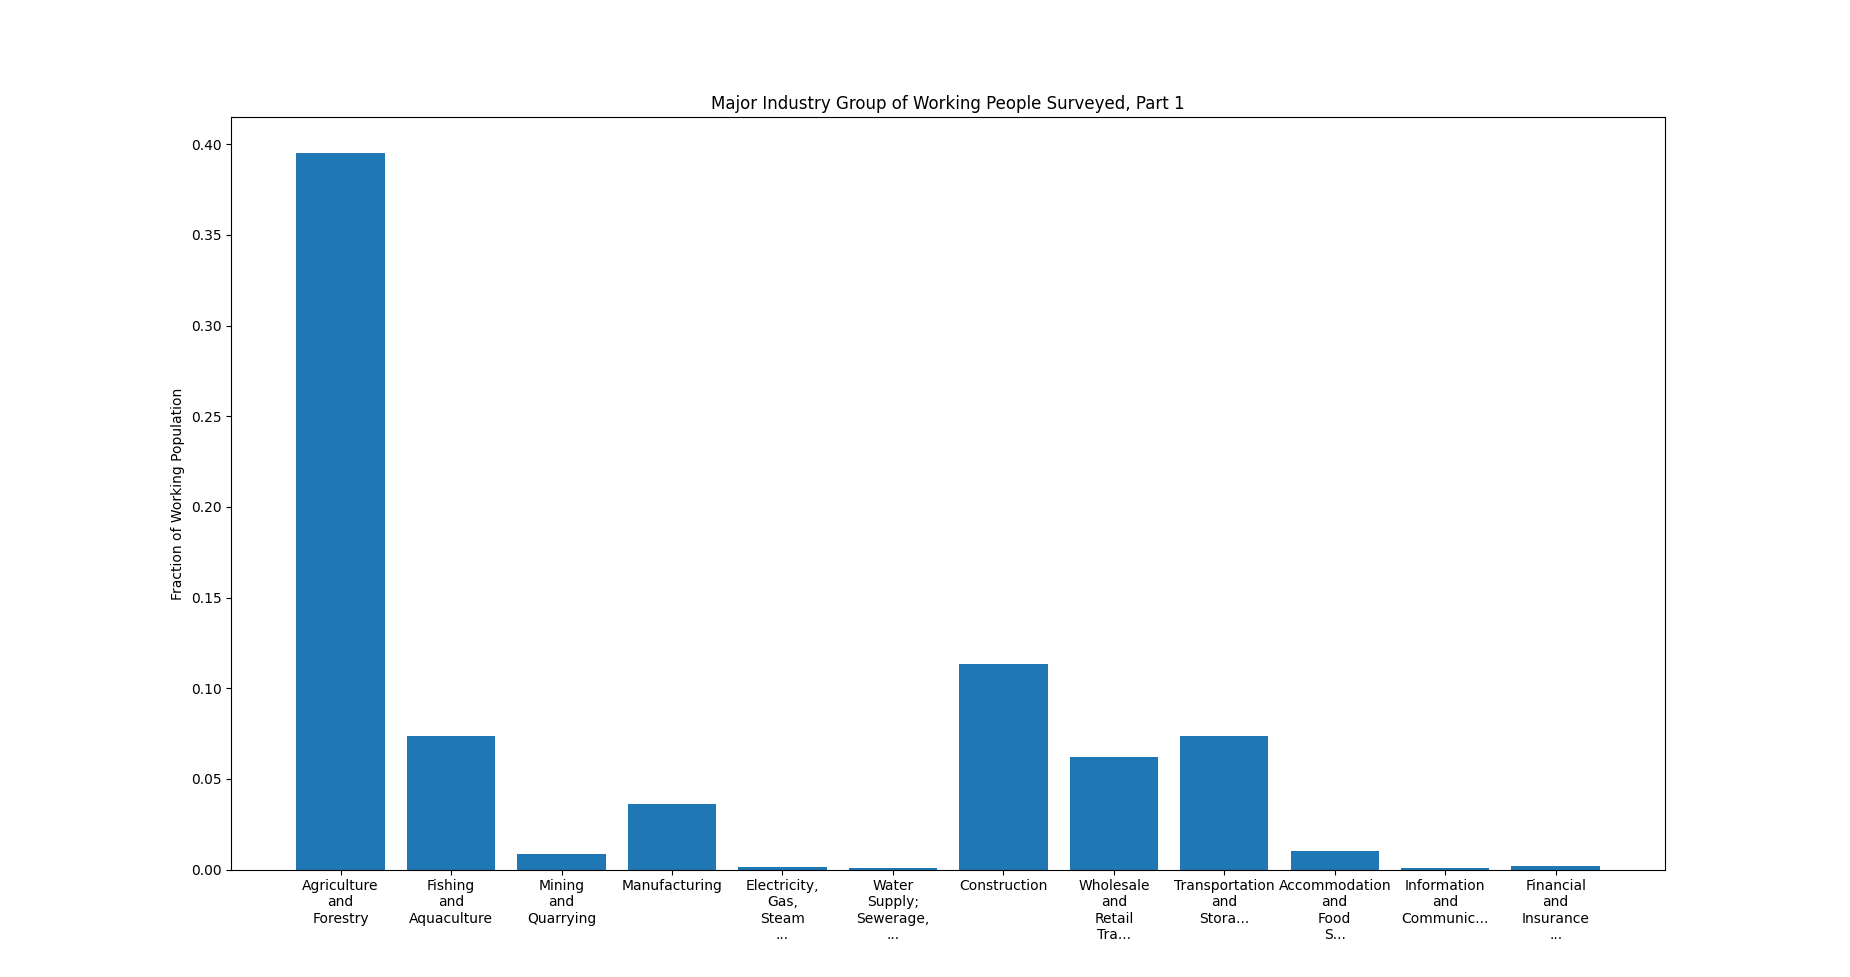 Major Industry Group of Working People Surveyed, Part 1
Fraction of Working Population
0.40
0.35
0.30
0.25
0.20
0.15
0.10
0.05
0.00
Agriculture
and
Forestry
Fishing
and
Aquaculture
Mining
and
Quarrying
Manufacturing
Electricity,
Gas,
Steam
...
Water
Supply;
Sewerage,
...
Construction
Wholesale
and
Retail
Tra...
Transportation
and
Stora...
Accommodation
and
Food
S...
Information
and
Communic...
Financial
and
Insurance
...